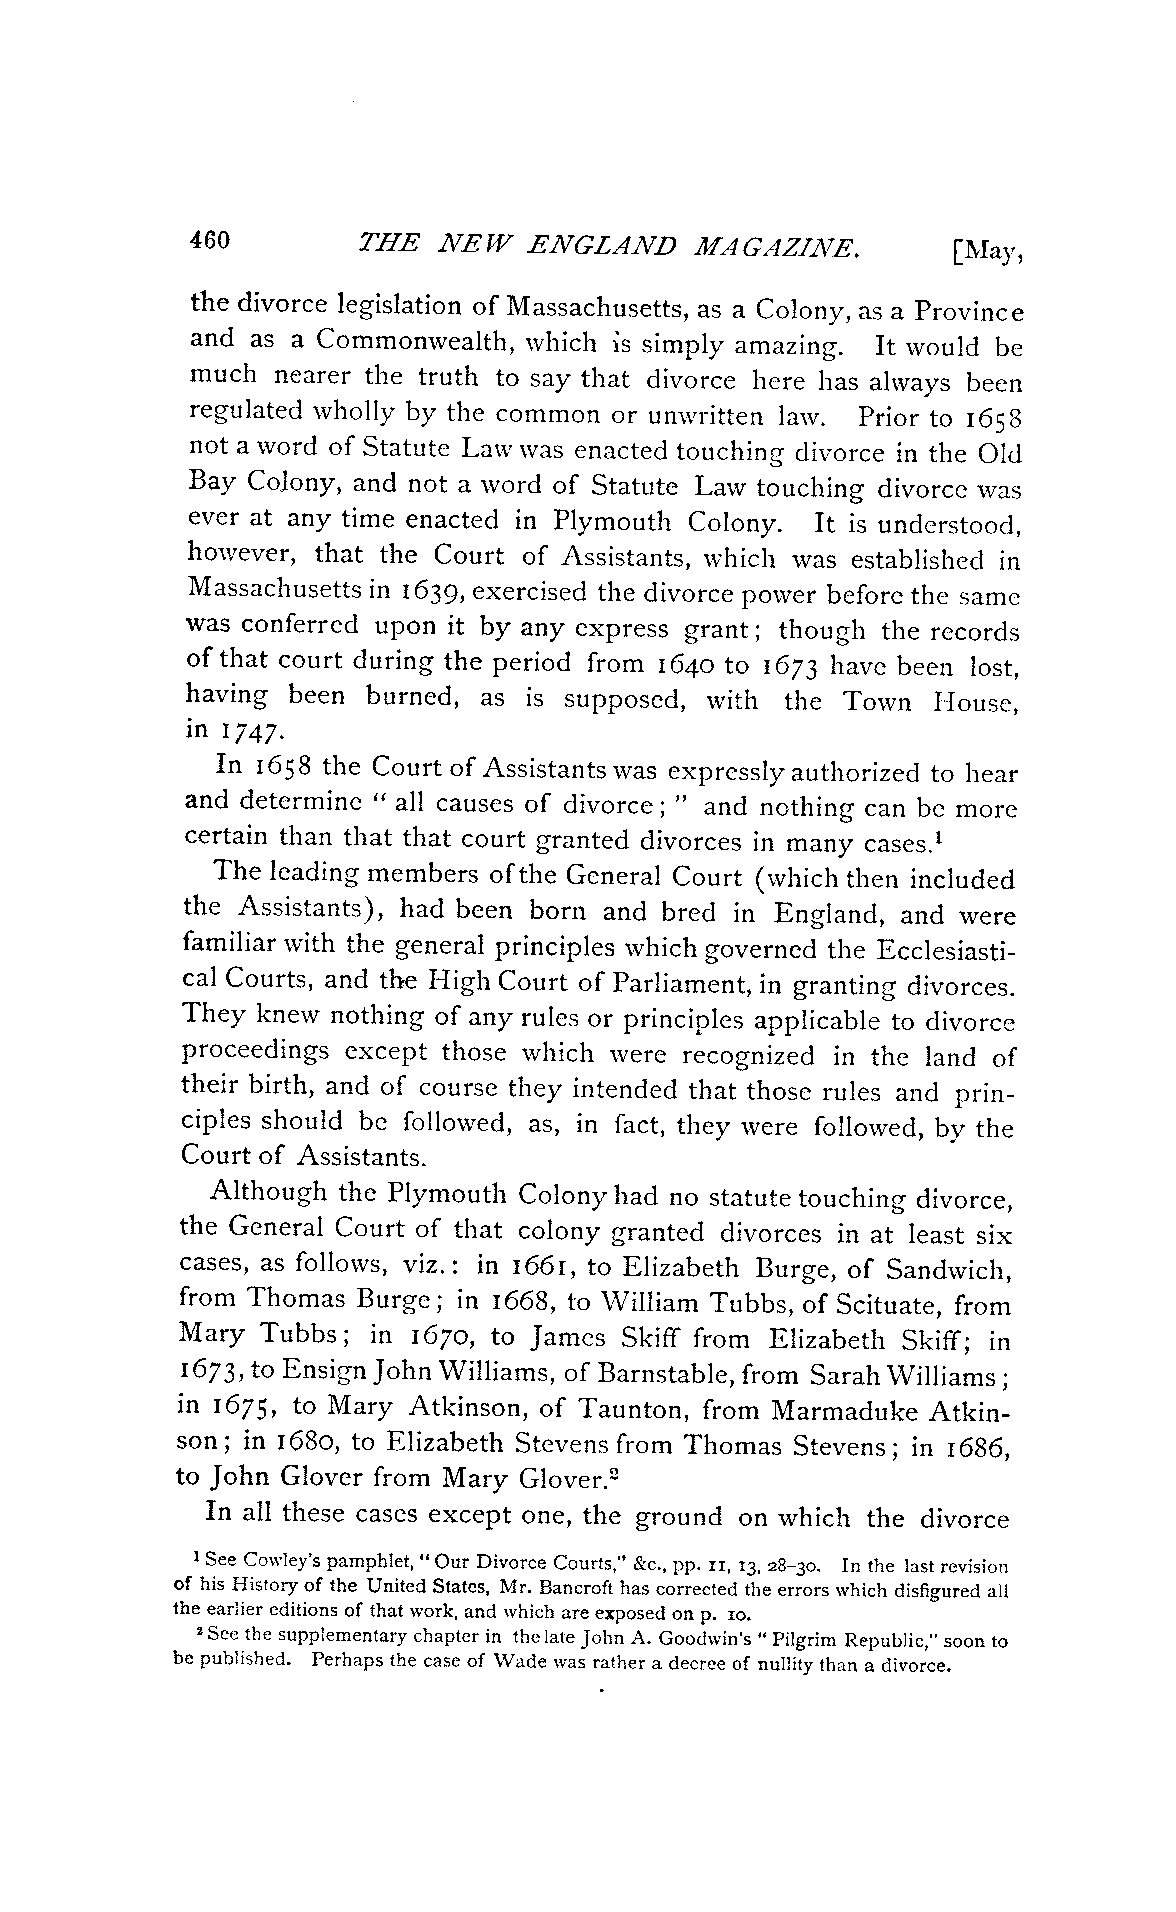 460 THE NEW ENGLAND MAGAZINE. [May,
the divorce legislation of Massachusetts, as a Colony, as a Province
and as a Commonwealth, which is simply amazing. It would be
much nearer the truth to say that divorce here has always been
regulated wholly by the common or unwritten law. Prior to 1658
not a word of Statute Law was enacted touching divorce in the Old
Bay Colony, and not a word of Statute Law touching divorce was
ever at any time enacted in Plymouth Colony. It is understood,
however, that the Court of Assistants, which was established in
Massachusetts in 1639, exercised the divorce power before the same
was conferred upon it by any express grant; though the records
of that court during the period from 1640 to 1673 have been lost,
having been burned, as is supposed, with the Town House,
in 1747.
In 1658 the Court of Assistants was expressly authorized to hear
and determine “ all causes of divorce; ” and nothing can be more
certain than that that court granted divorces in many cases.¹
The leading members of the General Court (which then included
the Assistants), had been born and bred in England, and were
familiar with the general principles which governed the Ecclesiasti-
cal Courts, and the High Court of Parliament, in granting divorces.
They knew nothing of any rules or principles applicable to divorce
proceedings except those which were recognized in the land of
their birth, and of course they intended that those rules and prin-
ciples should be followed, as, in fact, they were followed, by the
Court of Assistants.
Although the Plymouth Colony had no statute touching divorce,
the General Court of that colony granted divorces in at least six
cases, as follows, viz.: in 1661, to Elizabeth Burge, of Sandwich,
from Thomas Burge; in 1668, to William Tubbs, of Scituate, from
Mary Tubbs; in 1670, to James Skiff from Elizabeth Skiff; in
1673, to Ensign John Williams, of Barnstable, from Sarah Williams;
in 1675, to Mary Atkinson, of Taunton, from Marmaduke Atkin-
son; in 1680, to Elizabeth Stevens from Thomas Stevens; in 1686,
to John Glover from Mary Glover.²
In all these cases except one, the ground on which the divorce
¹ See Cowley's pamphlet, “Our Divorce Courts,” &c., pp. 11, 13, 28–30. In the last revision
of his History of the United States, Mr. Bancroft has corrected the errors which disfigured all
the earlier editions of that work, and which are exposed on p. 10.
² See the supplementary chapter in the late John A. Goodwin's “ Pilgrim Republic,” soon to
be published. Perhaps the case of Wade was rather a decree of nullity than a divorce.